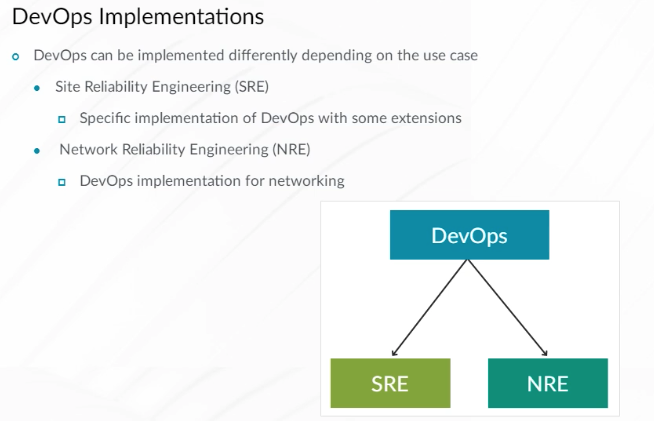 DevOps Implementations
DevOps can be implemented differently depending on the use case
Site Reliability Engineering (SRE)
Specific implementation of DevOps with some extensions
Network Reliability Engineering (NRE)
DevOps implementation for networking
DevOps
SRE
NRE